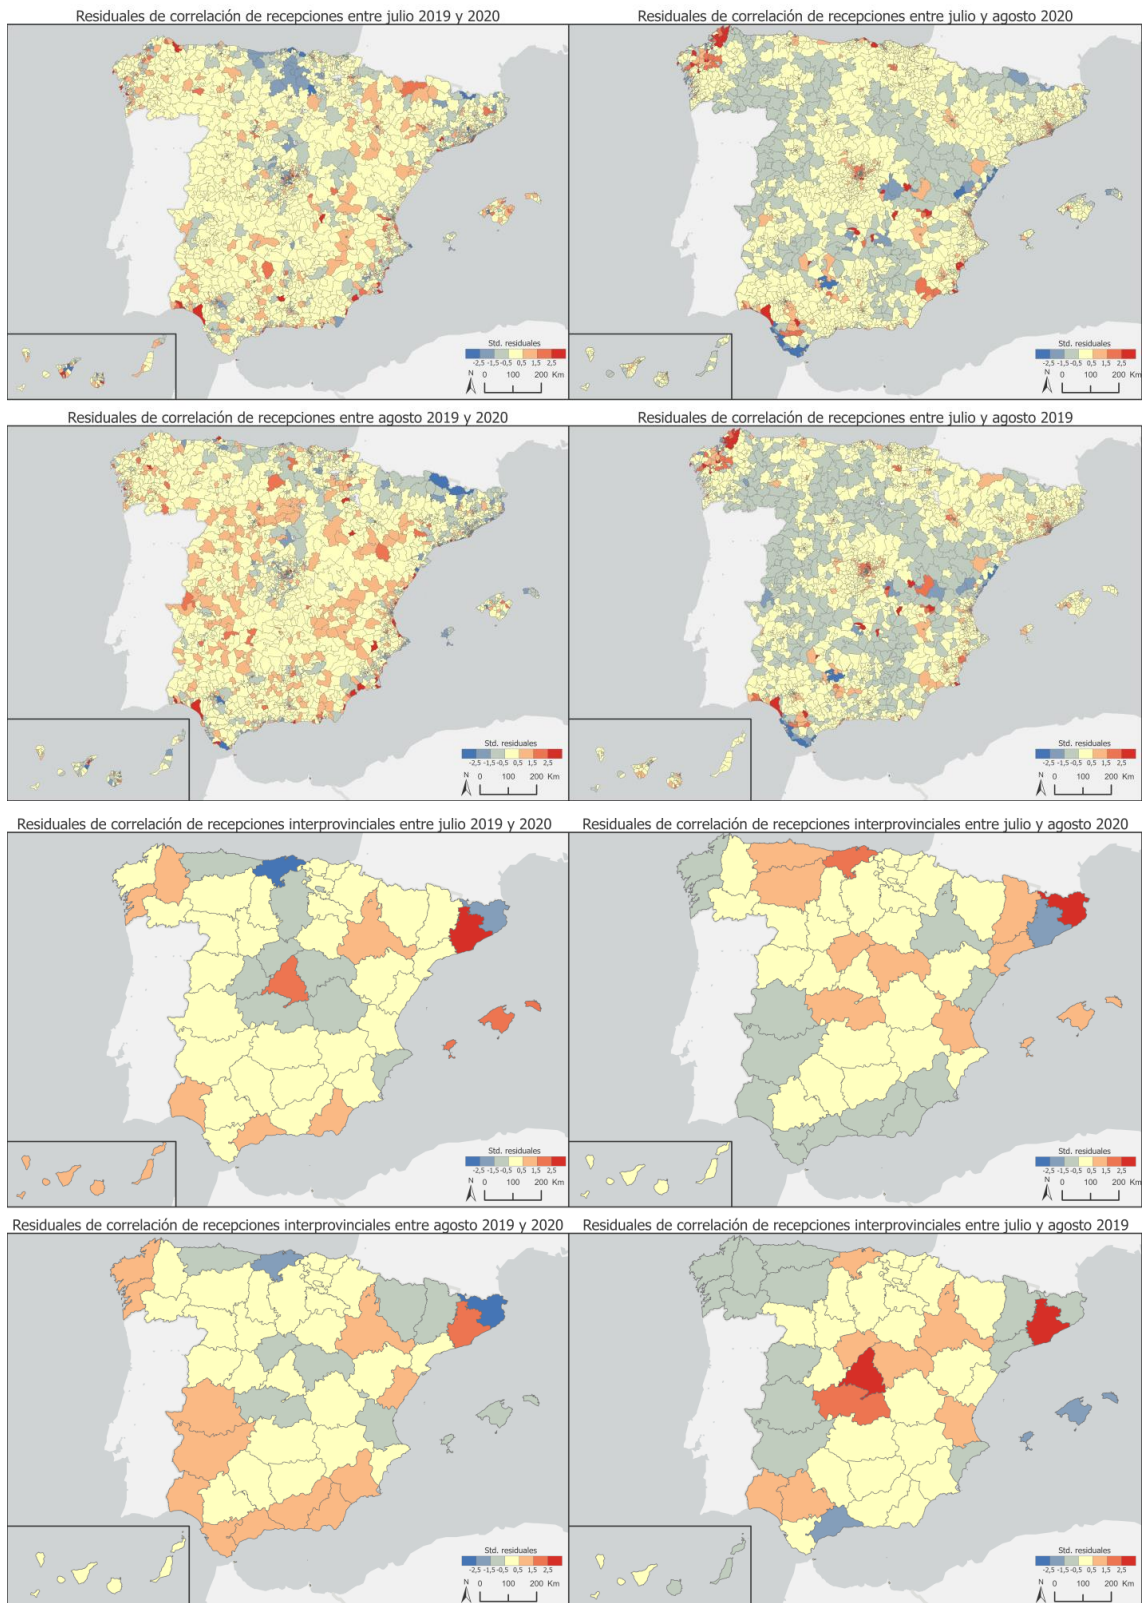 Residuales de correlación de recepciones entre julio 2019 y 2020
Std. residuales
-2,5 -1,5 -0,5 0,5 1,5 2,5
N 0 100 200 Km
Residuales de correlación de recepciones entre julio y agosto 2020
Std. residuales
-2,5 -1,5 -0,5 0,5 1,5 2,5
N 0 100 200 Km
Residuales de correlación de recepciones entre agosto 2019 y 2020
Std. residuales
-2,5 -1,5 -0,5 0,5 1,5 2,5
N 0 100 200 Km
Residuales de correlación de recepciones entre julio y agosto 2019
Std. residuales
-2,5 -1,5 -0,5 0,5 1,5 2,5
N 0 100 200 Km
Residuales de correlación de recepciones interprovinciales entre julio 2019 y 2020
Std. residuales
-2,5 -1,5 -0,5 0,5 1,5 2,5
N 0 100 200 Km
Residuales de correlación de recepciones interprovinciales entre julio y agosto 2020
Std. residuales
-2,5 -1,5 -0,5 0,5 1,5 2,5
N 0 100 200 Km
Residuales de correlación de recepciones interprovinciales entre agosto 2019 y 2020
Std. residuales
-2,5 -1,5 -0,5 0,5 1,5 2,5
N 0 100 200 Km
Residuales de correlación de recepciones interprovinciales entre julio y agosto 2019
Std. residuales
-2,5 -1,5 -0,5 0,5 1,5 2,5
N 0 100 200 Km